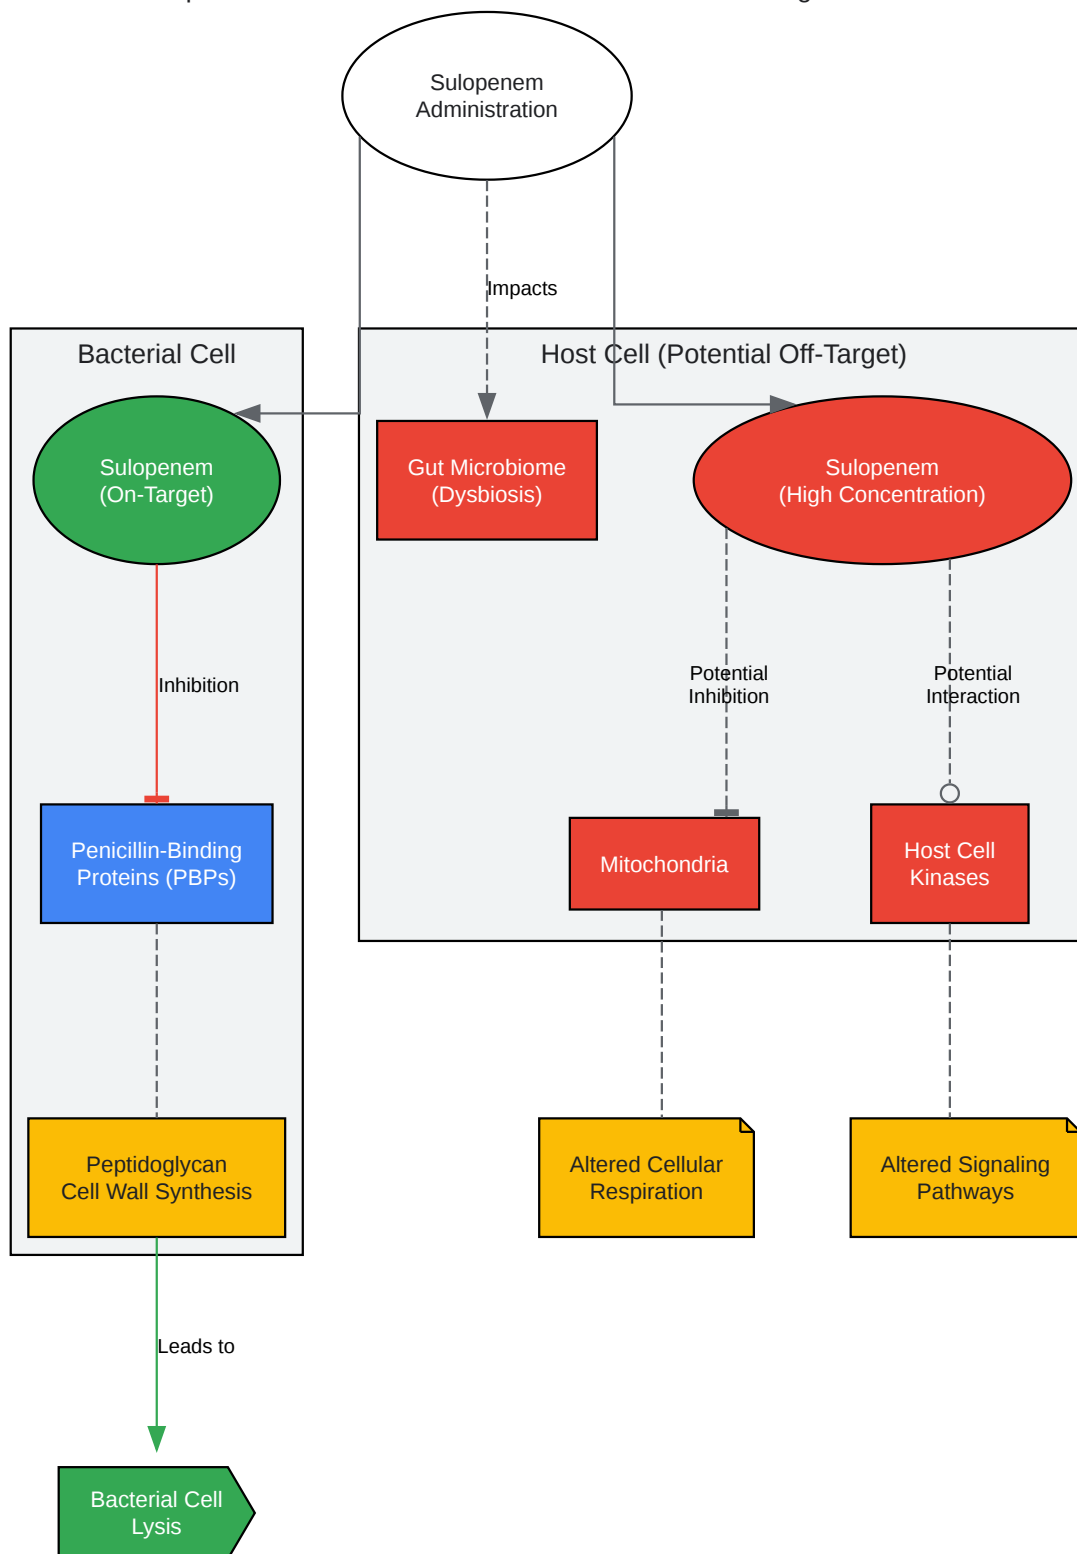 Sulopenem
Administration
Impacts
Bacterial Cell
Host Cell (Potential Off-Target)
Sulopenem
(On-Target)
Gut Microbiome
(Dysbiosis)
Sulopenem
(High Concentration)
Inhibition
Potential
Inhibition
Potential
Interaction
Penicillin-Binding
Proteins (PBPs)
Mitochondria
Host Cell
Kinases
Peptidoglycan
Cell Wall Synthesis
Altered Cellular
Respiration
Altered Signaling
Pathways
Leads to
Bacterial Cell
Lysis